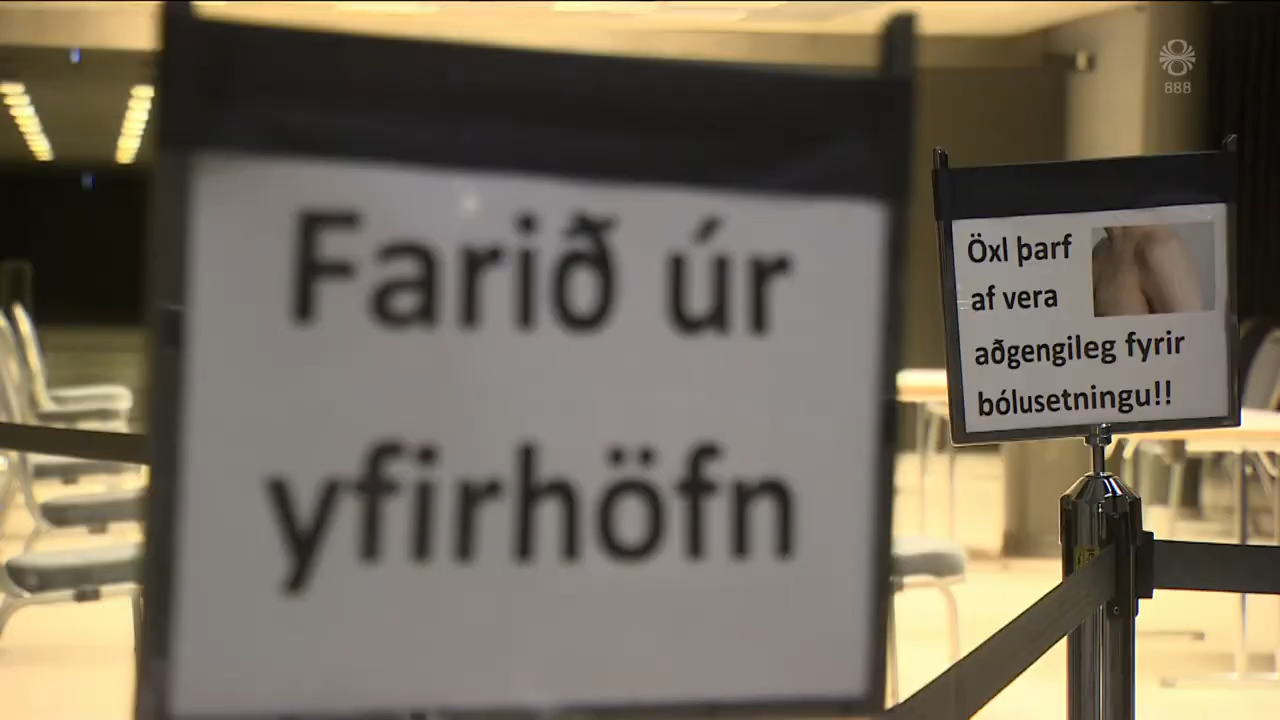 Farið úr
yfirhöfn
Öxl þarf
af vera
aðgengileg fyrir
bólusetningu!!
888